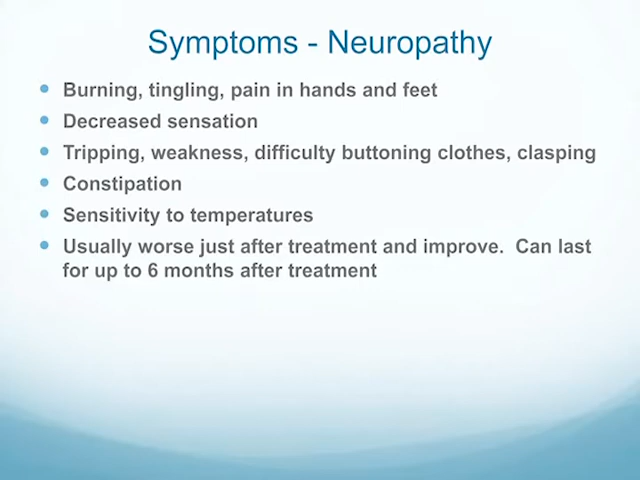 Symptoms - Neuropathy
Burning, tingling, pain in hands and feet
Decreased sensation
Tripping, weakness, difficulty buttoning clothes, clasping
Constipation
Sensitivity to temperatures
Usually worse just after treatment and improve.  Can last
for up to 6 months after treatment